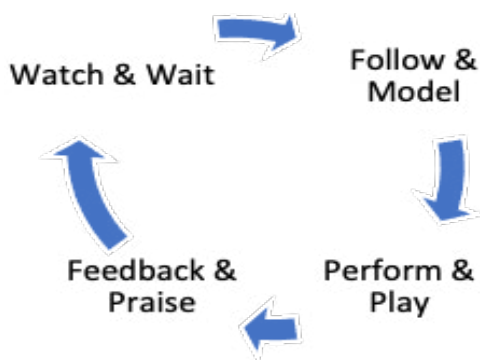 Watch & Wait
Follow &
Model
Perform &
Play
Feedback &
Praise